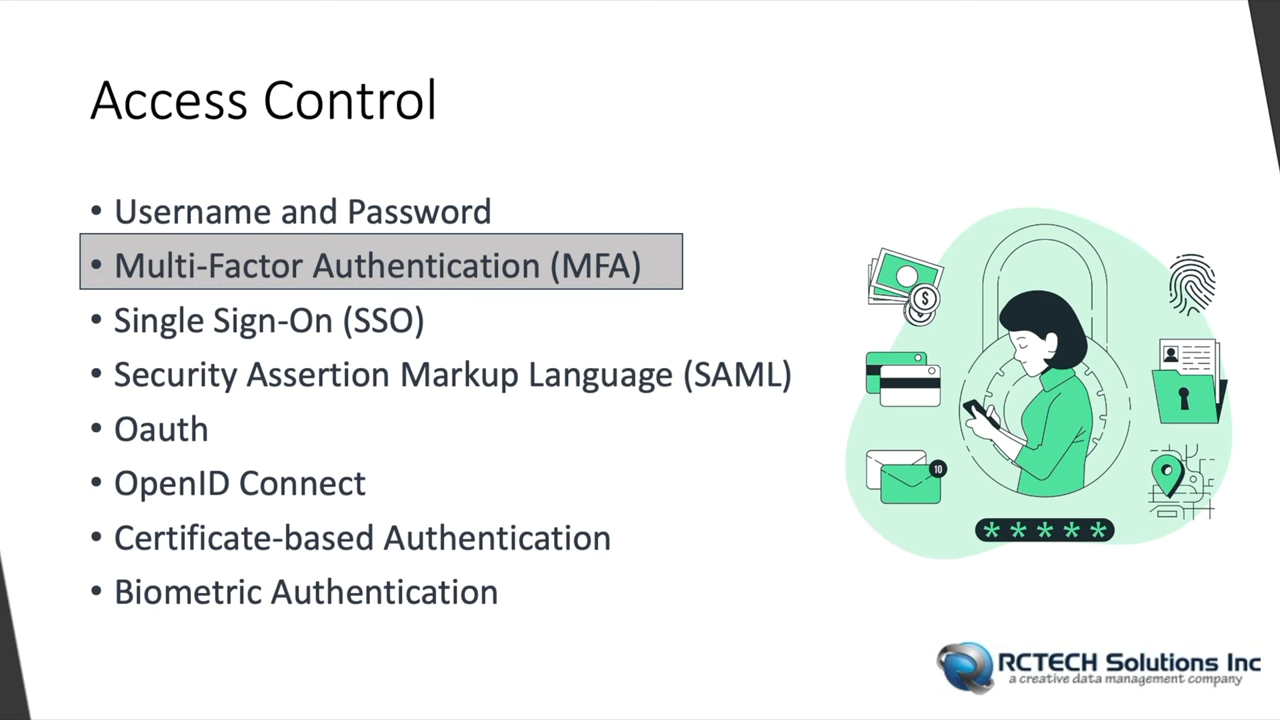 Access Control
• Username and Password
• Multi-Factor Authentication (MFA)
• Single Sign-On (SSO)
• Security Assertion Markup Language (SAML)
• Oauth
• OpenID Connect
• Certificate-based Authentication
• Biometric Authentication
$
10
*****
RCTECH Solutions Inc
a creative data management company